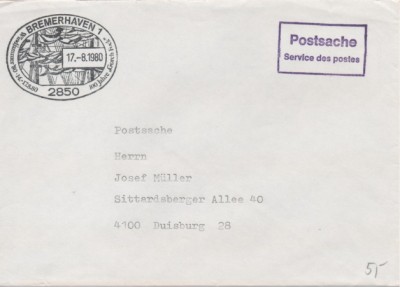 BREMERHAVEN 1
17.-8.1980
2850
Postsache
Service des postes
Postsache
Herrn
Josef Müller
Sittardsberger Allee 40
4100 Duisburg 28
5,-